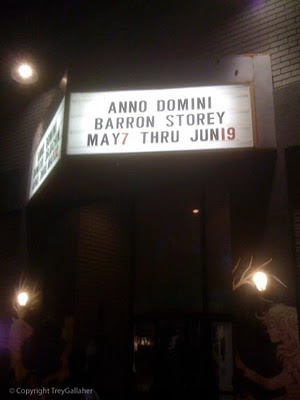 ANNO DOMINI
BARRON STOREY
MAY7 THRU JUN19
© Copyright TreyGallaher